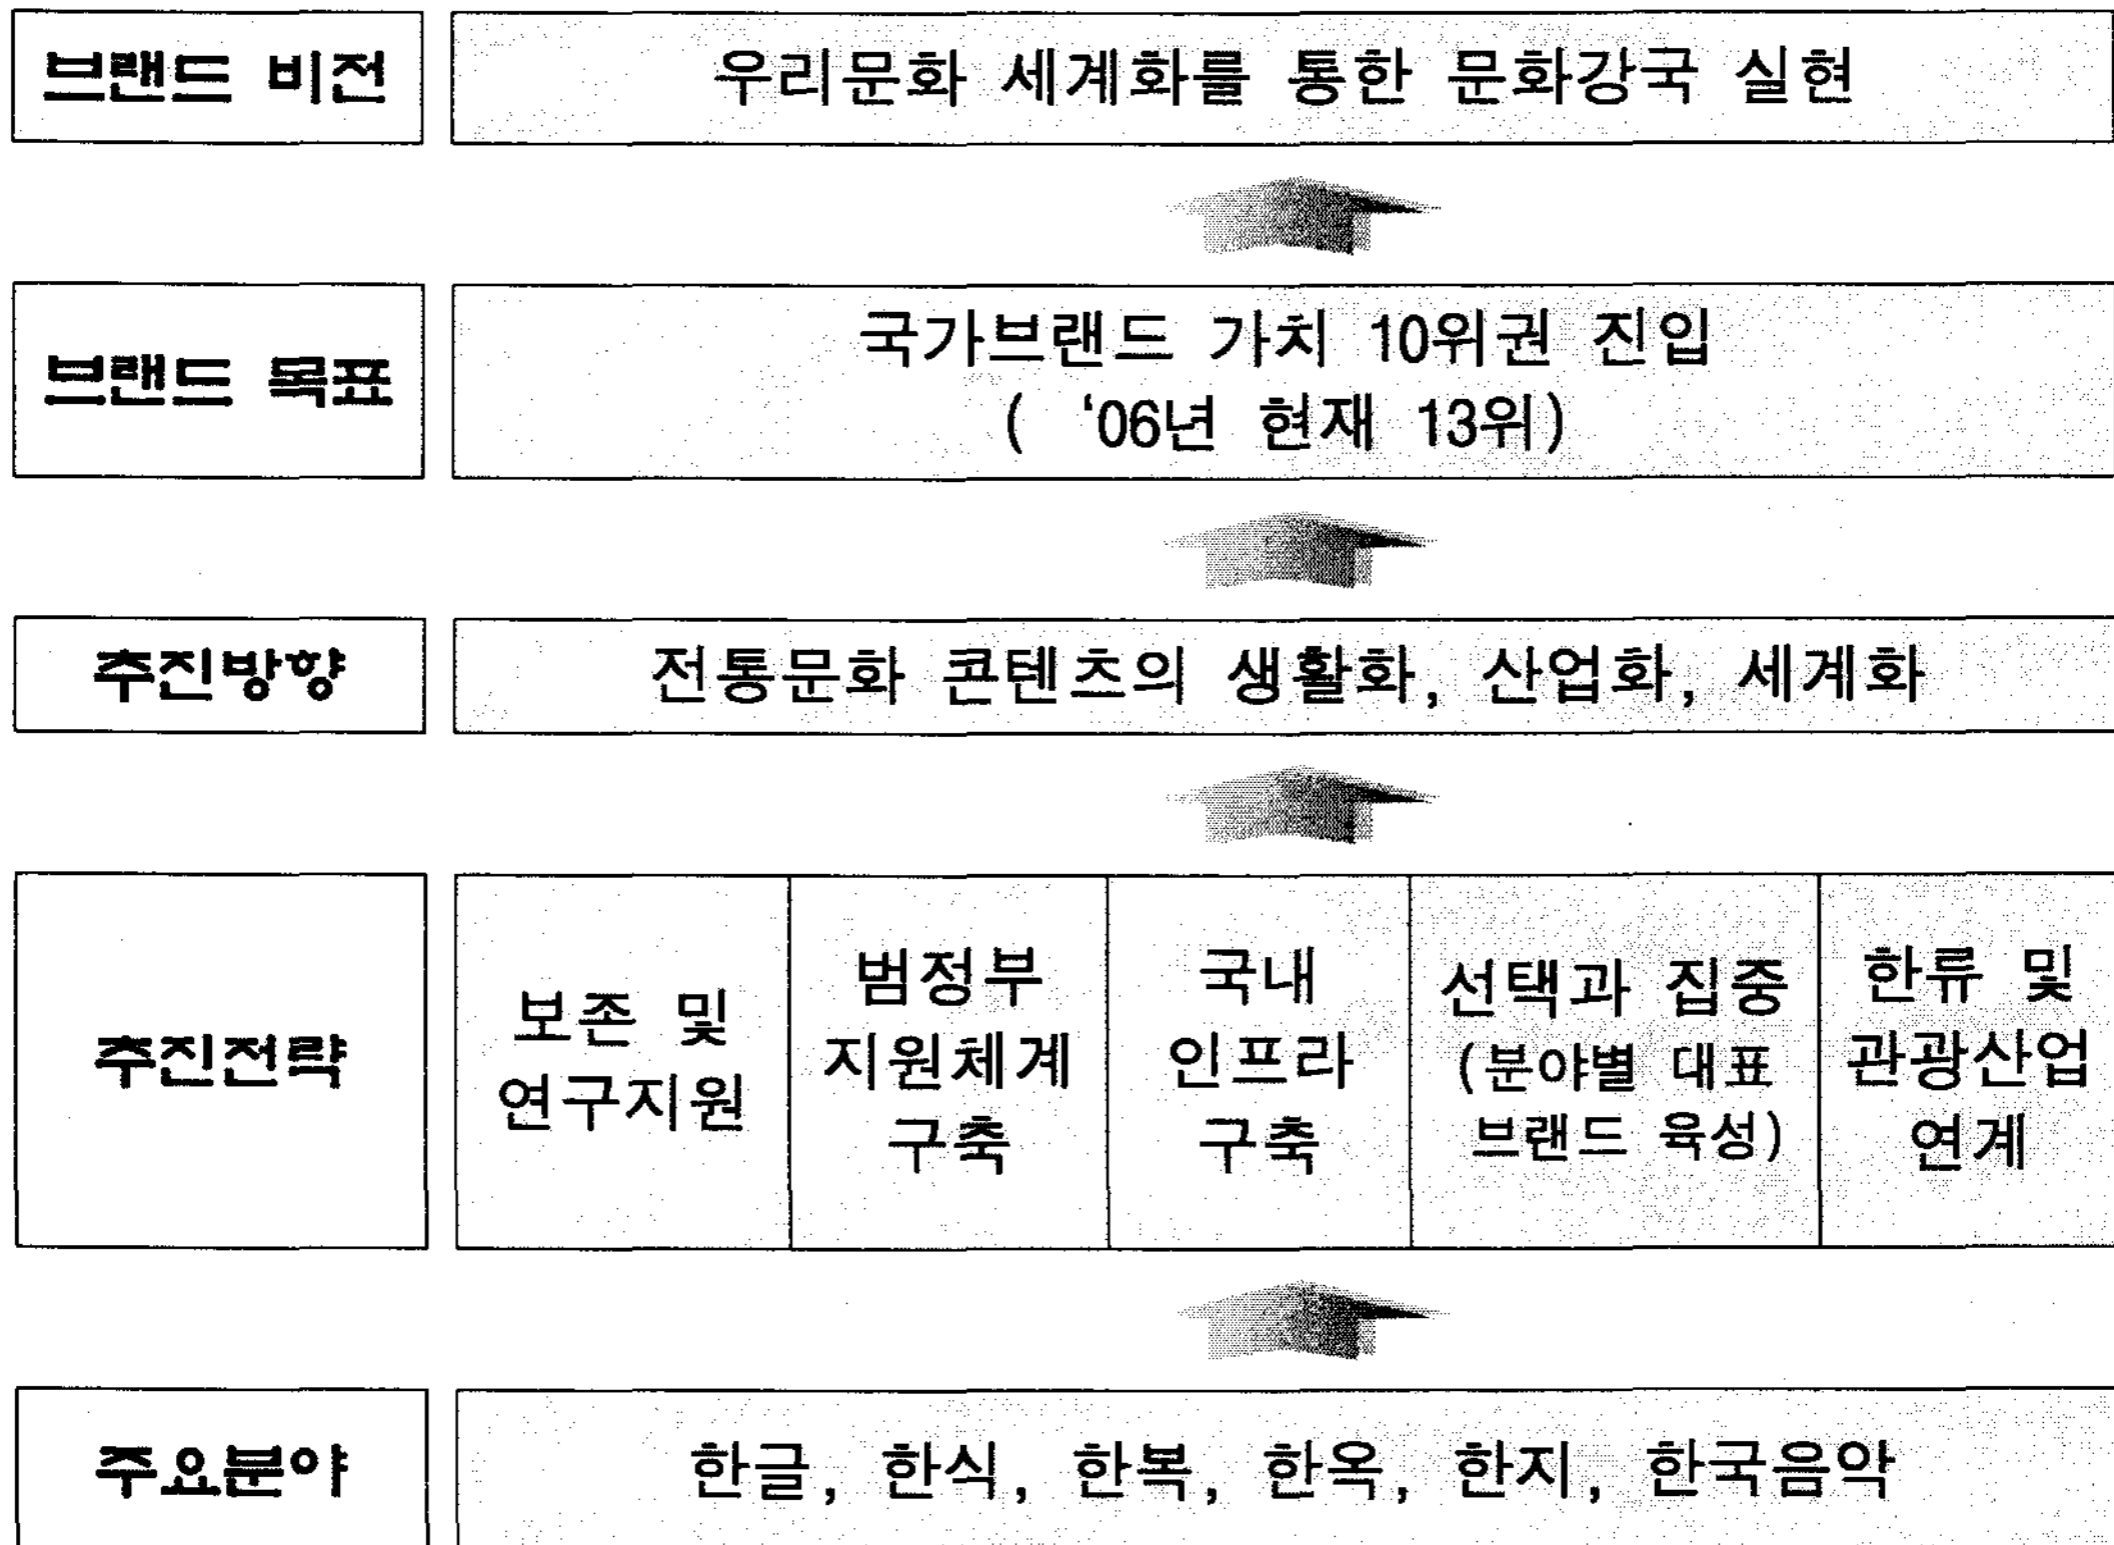 브랜드 비전
우리문화 세계화를 통한 문화강국 실현
브랜드 목표
국가브랜드 가치 10위권 진입
( ‘06년 현재 13위)
추진방향
전통문화 콘텐츠의 생활화, 산업화, 세계화
추진전략
보존 및
연구지원
범정부
지원체계
구축
국내
인프라
구축
선택과 집중
(분야별 대표
브랜드 육성)
한류 및
관광산업
연계
주요분야
한글, 한식, 한복, 한옥, 한지, 한국음악